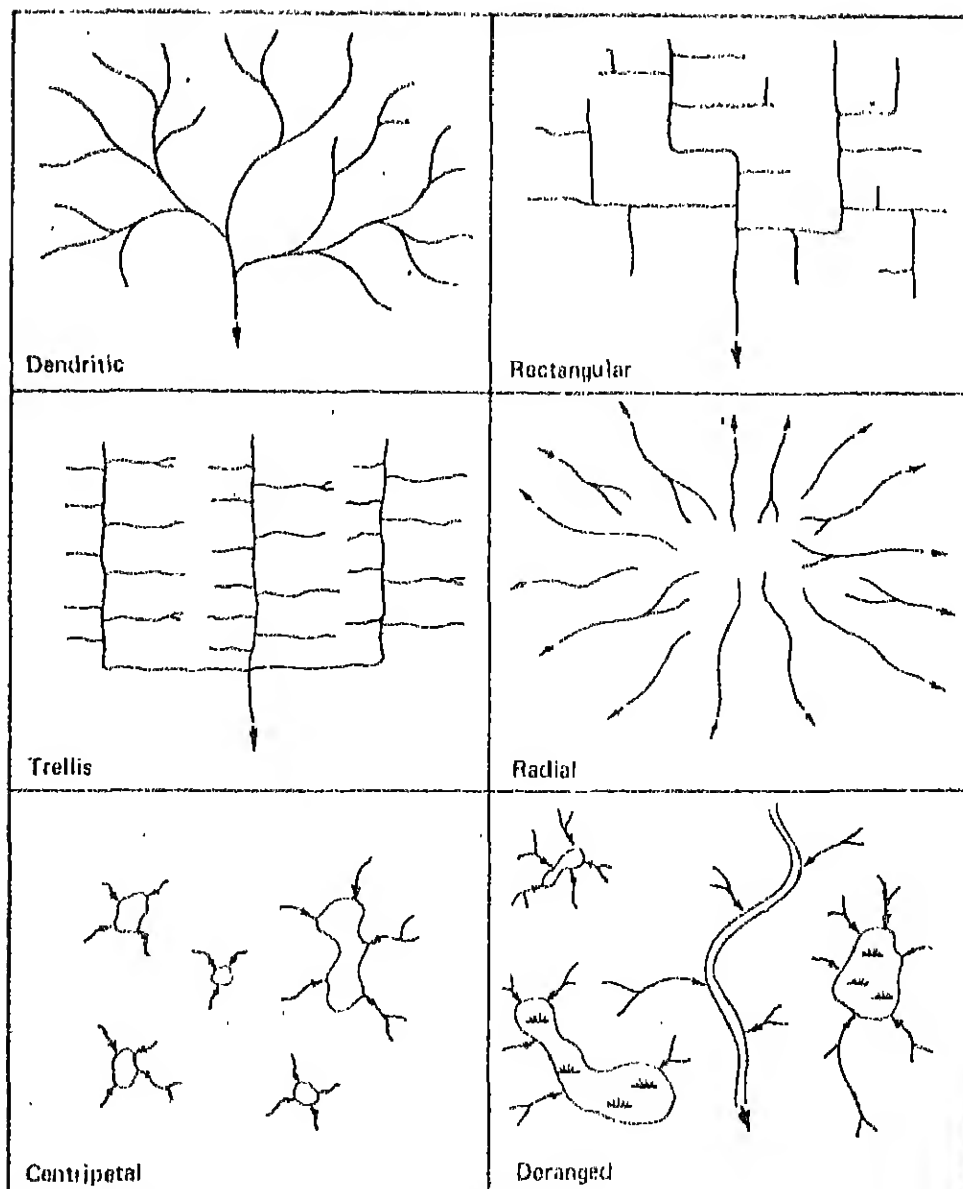 Dendritic
Rectangular
Trellis
Radial
Centripetal
Deranged